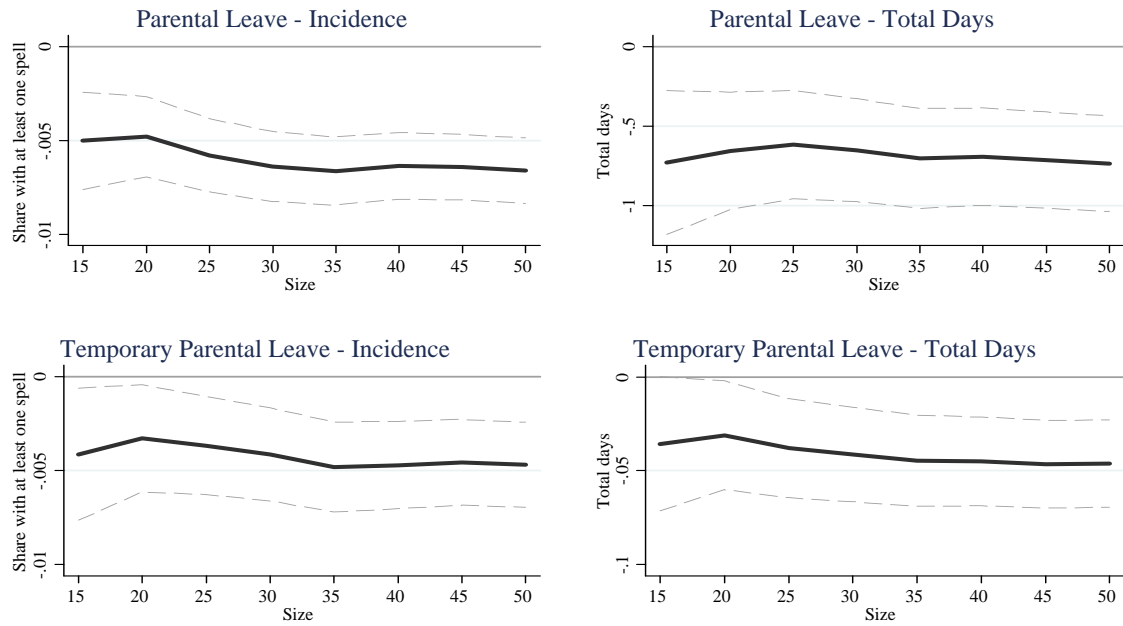 Parental Leave - Incidence
Share with at least one spell
0
-.005
-.01
15 20 25 30 35 40 45 50
Size
Parental Leave - Total Days
Total days
0
-.5
-1
15 20 25 30 35 40 45 50
Size
Temporary Parental Leave - Incidence
Share with at least one spell
0
-.005
-.01
15 20 25 30 35 40 45 50
Size
Temporary Parental Leave - Total Days
Total days
0
-.05
-.1
15 20 25 30 35 40 45 50
Size